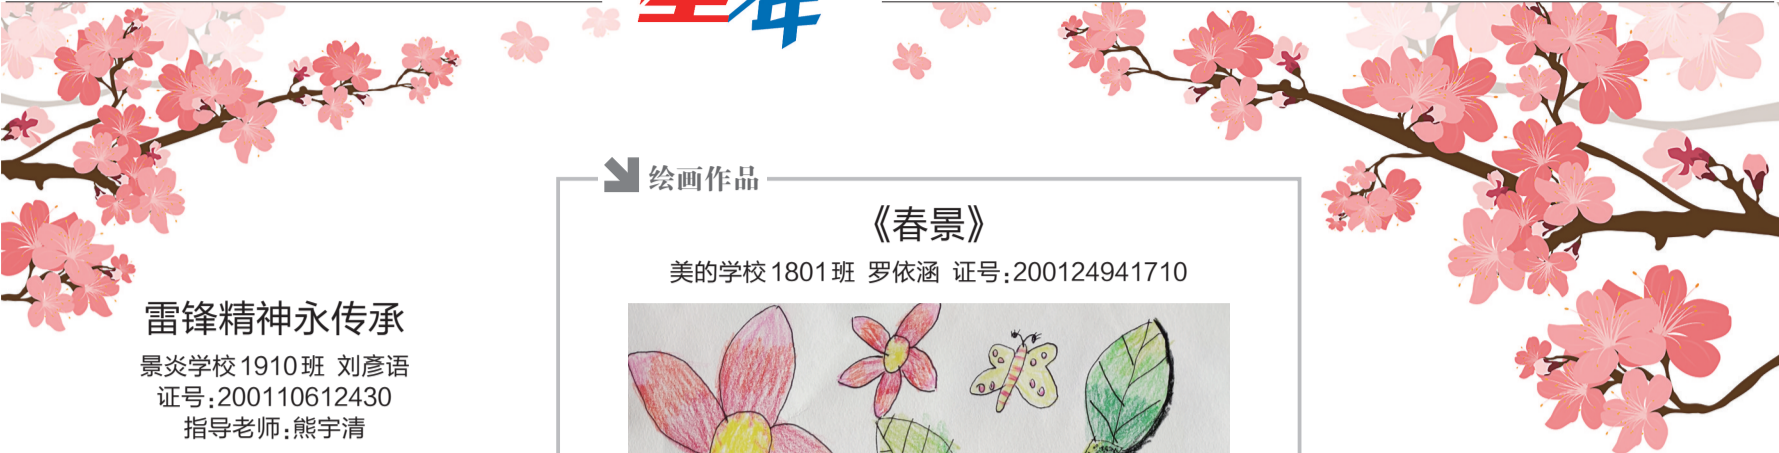 绘画作品
《春景》
美的学校1801班 罗依涵 证号:200124941710
雷锋精神永传承
景炎学校1910班 刘彦语
证号:200110612430
指导老师:熊宇清